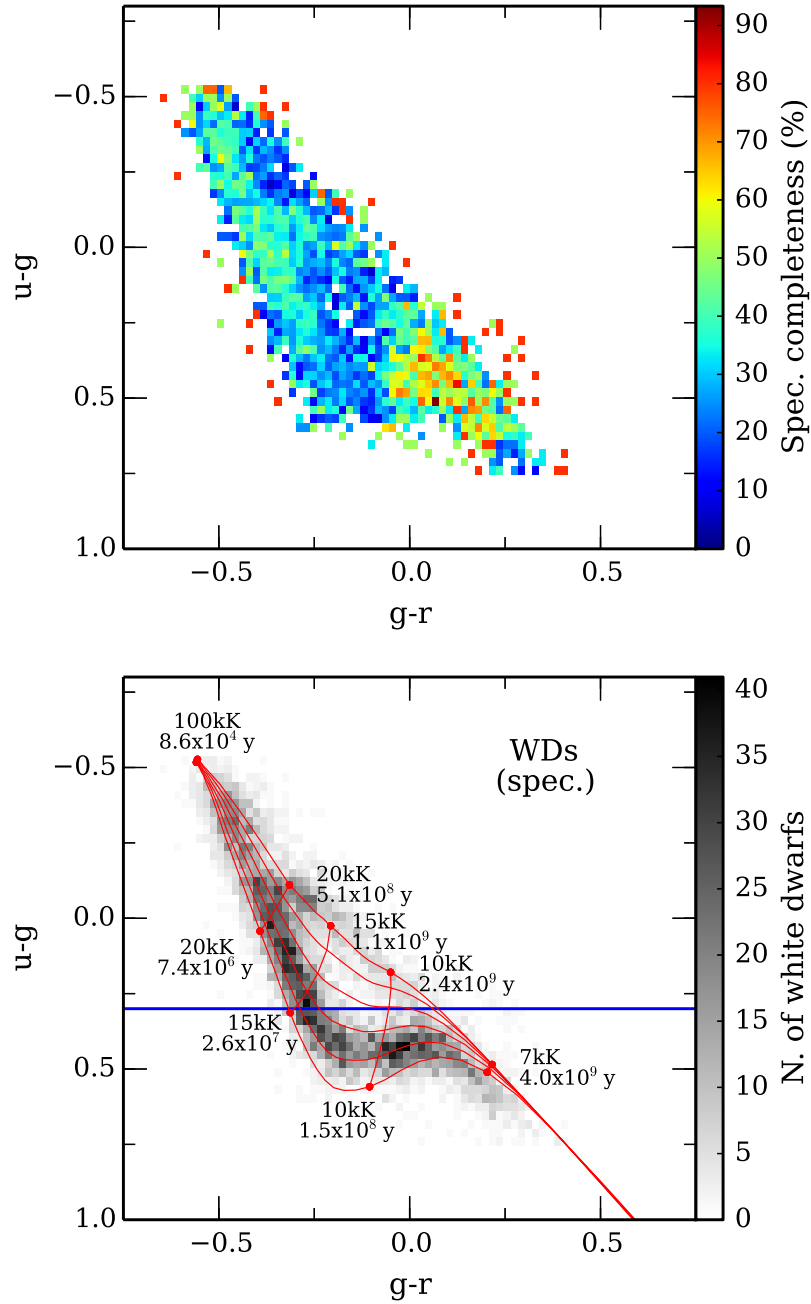 −0.5
0.0
0.5
1.0
u-g
−0.5
0.0
0.5
g-r
90
80
70
60
50
40
30
20
10
0
Spec. completeness (%)
WDs
(spec.)
100kK
8.6x10⁴ y
20kK
5.1x10⁸ y
15kK
1.1x10⁹ y
10kK
2.4x10⁹ y
20kK
7.4x10⁶ y
15kK
2.6x10⁷ y
7kK
4.0x10⁹ y
10kK
1.5x10⁸ y
−0.5
0.0
0.5
1.0
u-g
−0.5
0.0
0.5
g-r
40
35
30
25
20
15
10
5
0
N. of white dwarfs